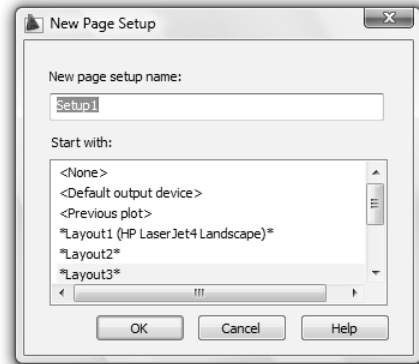 New Page Setup
New page setup name:
Setup1
Start with:
<None>
<Default output device>
<Previous plot>
*Layout1 (HP LaserJet4 Landscape)*
*Layout2*
*Layout3*
OK Cancel Help